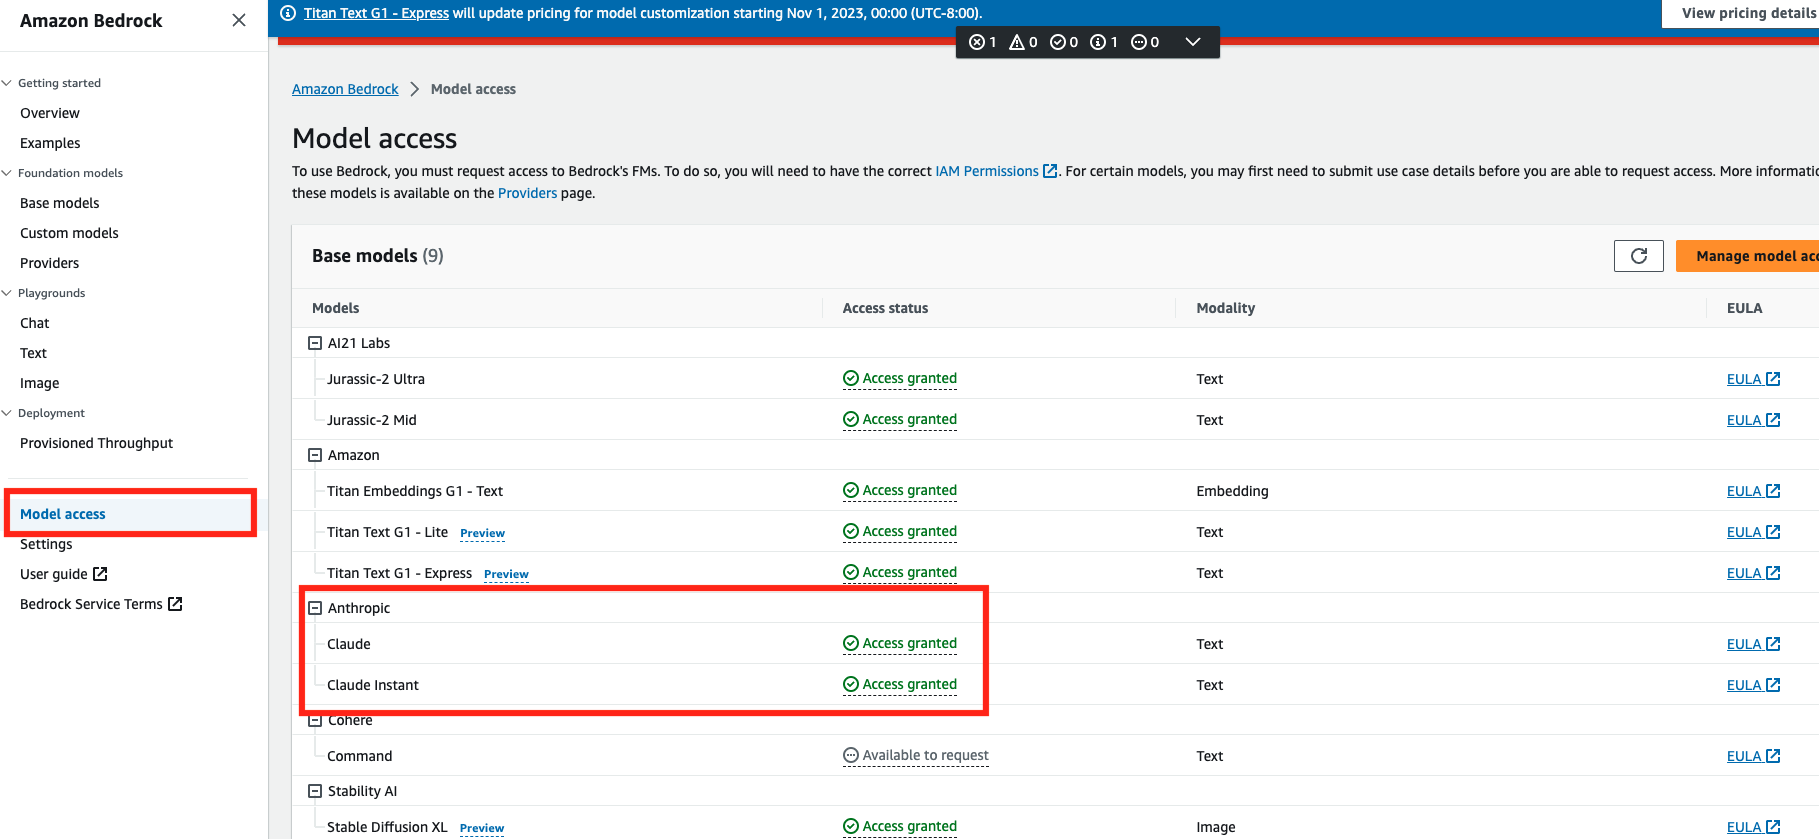 Amazon Bedrock
Titan Text G1 - Express will update pricing for model customization starting Nov 1, 2023, 00:00 (UTC-8:00).
View pricing details
1 0 0 1 0
Getting started
Overview
Examples
Foundation models
Base models
Custom models
Providers
Playgrounds
Chat
Text
Image
Deployment
Provisioned Throughput
Model access
Settings
User guide
Bedrock Service Terms
Amazon Bedrock > Model access
Model access
To use Bedrock, you must request access to Bedrock's FMs. To do so, you will need to have the correct IAM Permissions. For certain models, you may first need to submit use case details before you are able to request access. More
these models is available on the Providers page.
Base models (9)
Manage model
Models Access status Modality EULA
AI21 Labs
Jurassic-2 Ultra Access granted Text EULA
Jurassic-2 Mid Access granted Text EULA
Amazon
Titan Embeddings G1 - Text Access granted Embedding EULA
Titan Text G1 - Lite Preview Access granted Text EULA
Titan Text G1 - Express Preview Access granted Text EULA
Anthropic
Claude Access granted Text EULA
Claude Instant Access granted Text EULA
Cohere
Command Available to request Text EULA
Stability AI
Stable Diffusion XL Preview Access granted Image EULA